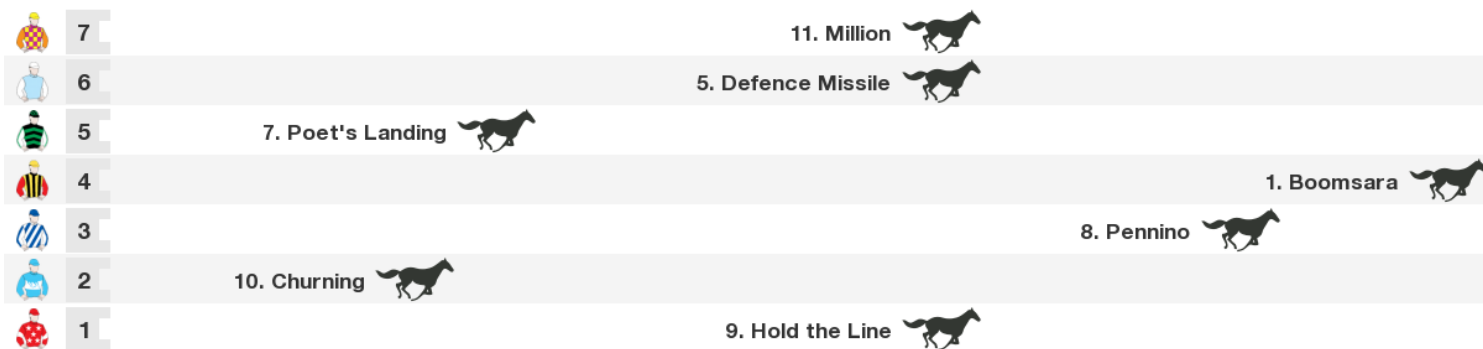 7 11. Million
6 5. Defence Missile
5 7. Poet's Landing
4 1. Boomsara
3 8. Pennino
2 10. Churning
1 9. Hold the Line